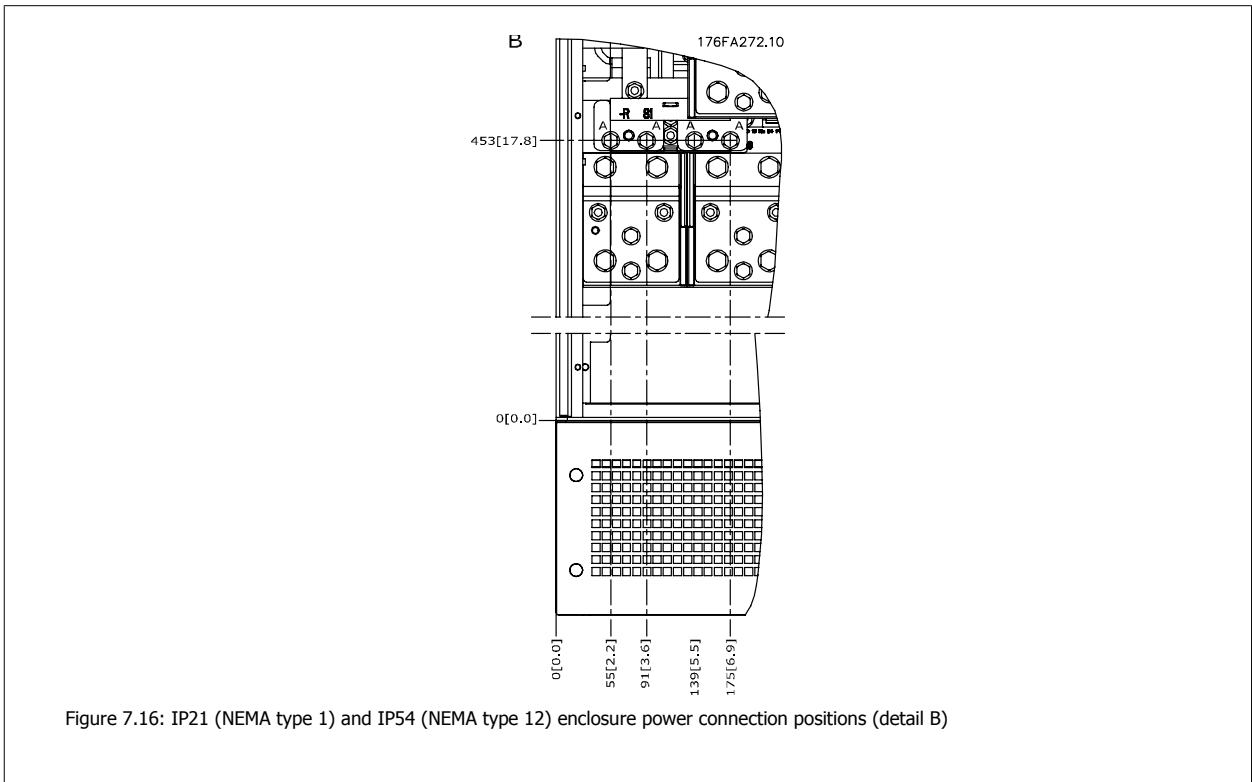 B
176FA272.10
-R 81
A A A A
453[17.8]
0[0.0]
0[0.0]
55[2.2]
91[3.6]
139[5.5]
175[6.9]
Figure 7.16: IP21 (NEMA type 1) and IP54 (NEMA type 12) enclosure power connection positions (detail B)